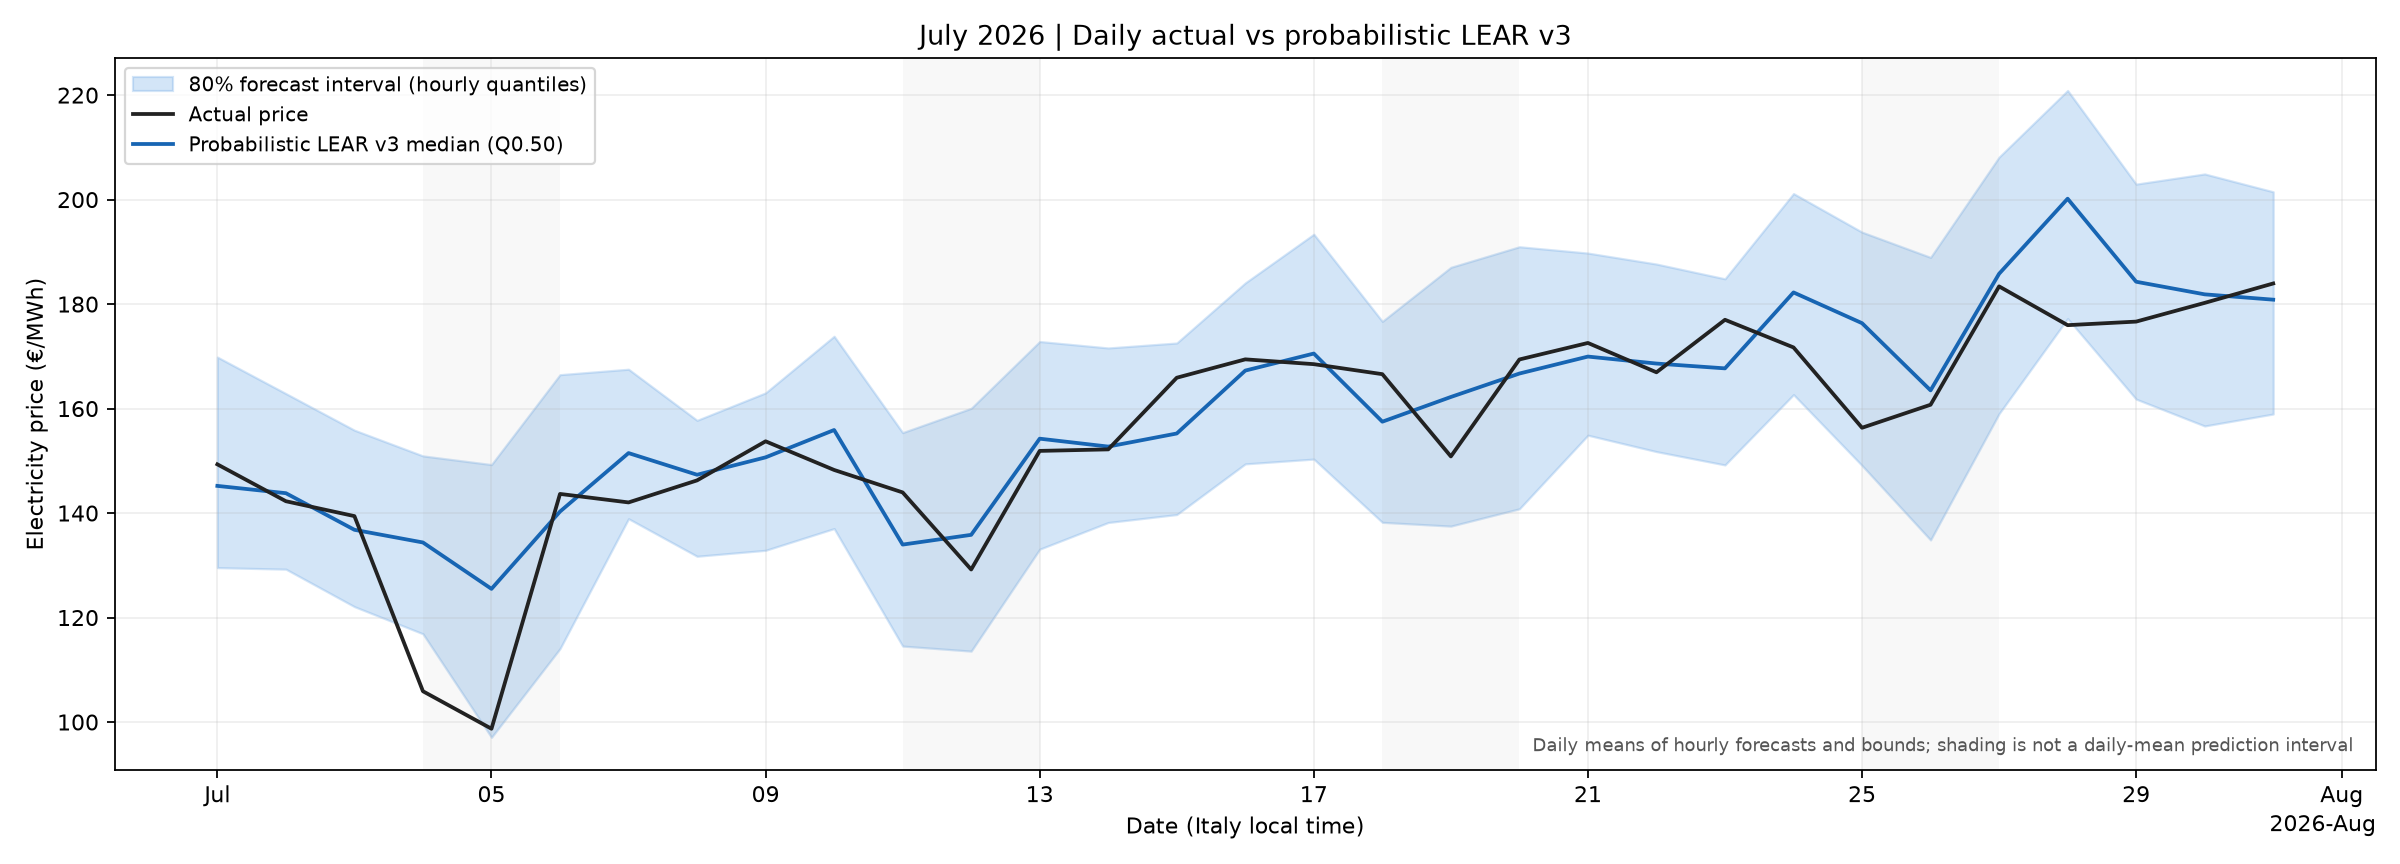 July 2026 | Daily actual vs probabilistic LEAR v3
80% forecast interval (hourly quantiles)
Actual price
Probabilistic LEAR v3 median (Q0.50)
Electricity price (€/MWh)
220
200
180
160
140
120
100
Daily means of hourly forecasts and bounds; shading is not a daily-mean prediction interval
Jul 05 09 13 17 21 25 29 Aug
2026-Aug
Date (Italy local time)